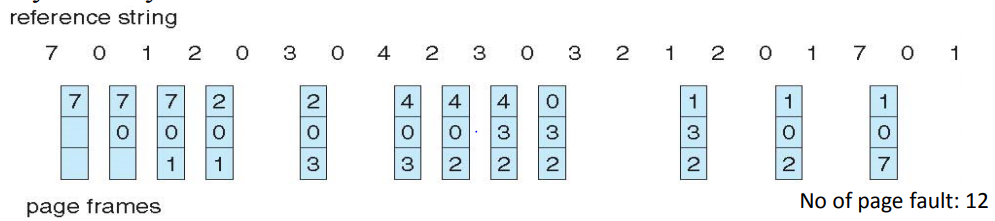 reference string
7 0 1 2 0 3 0 4 2 3 0 3 2 1 2 0 1 7 0 1
7 7 7 2 2 4 4 4 0 1 1 1
0 0 0 0 0 0 3 3 3 0 0
1 1 3 3 2 2 2 2 2 7
page frames
No of page fault: 12